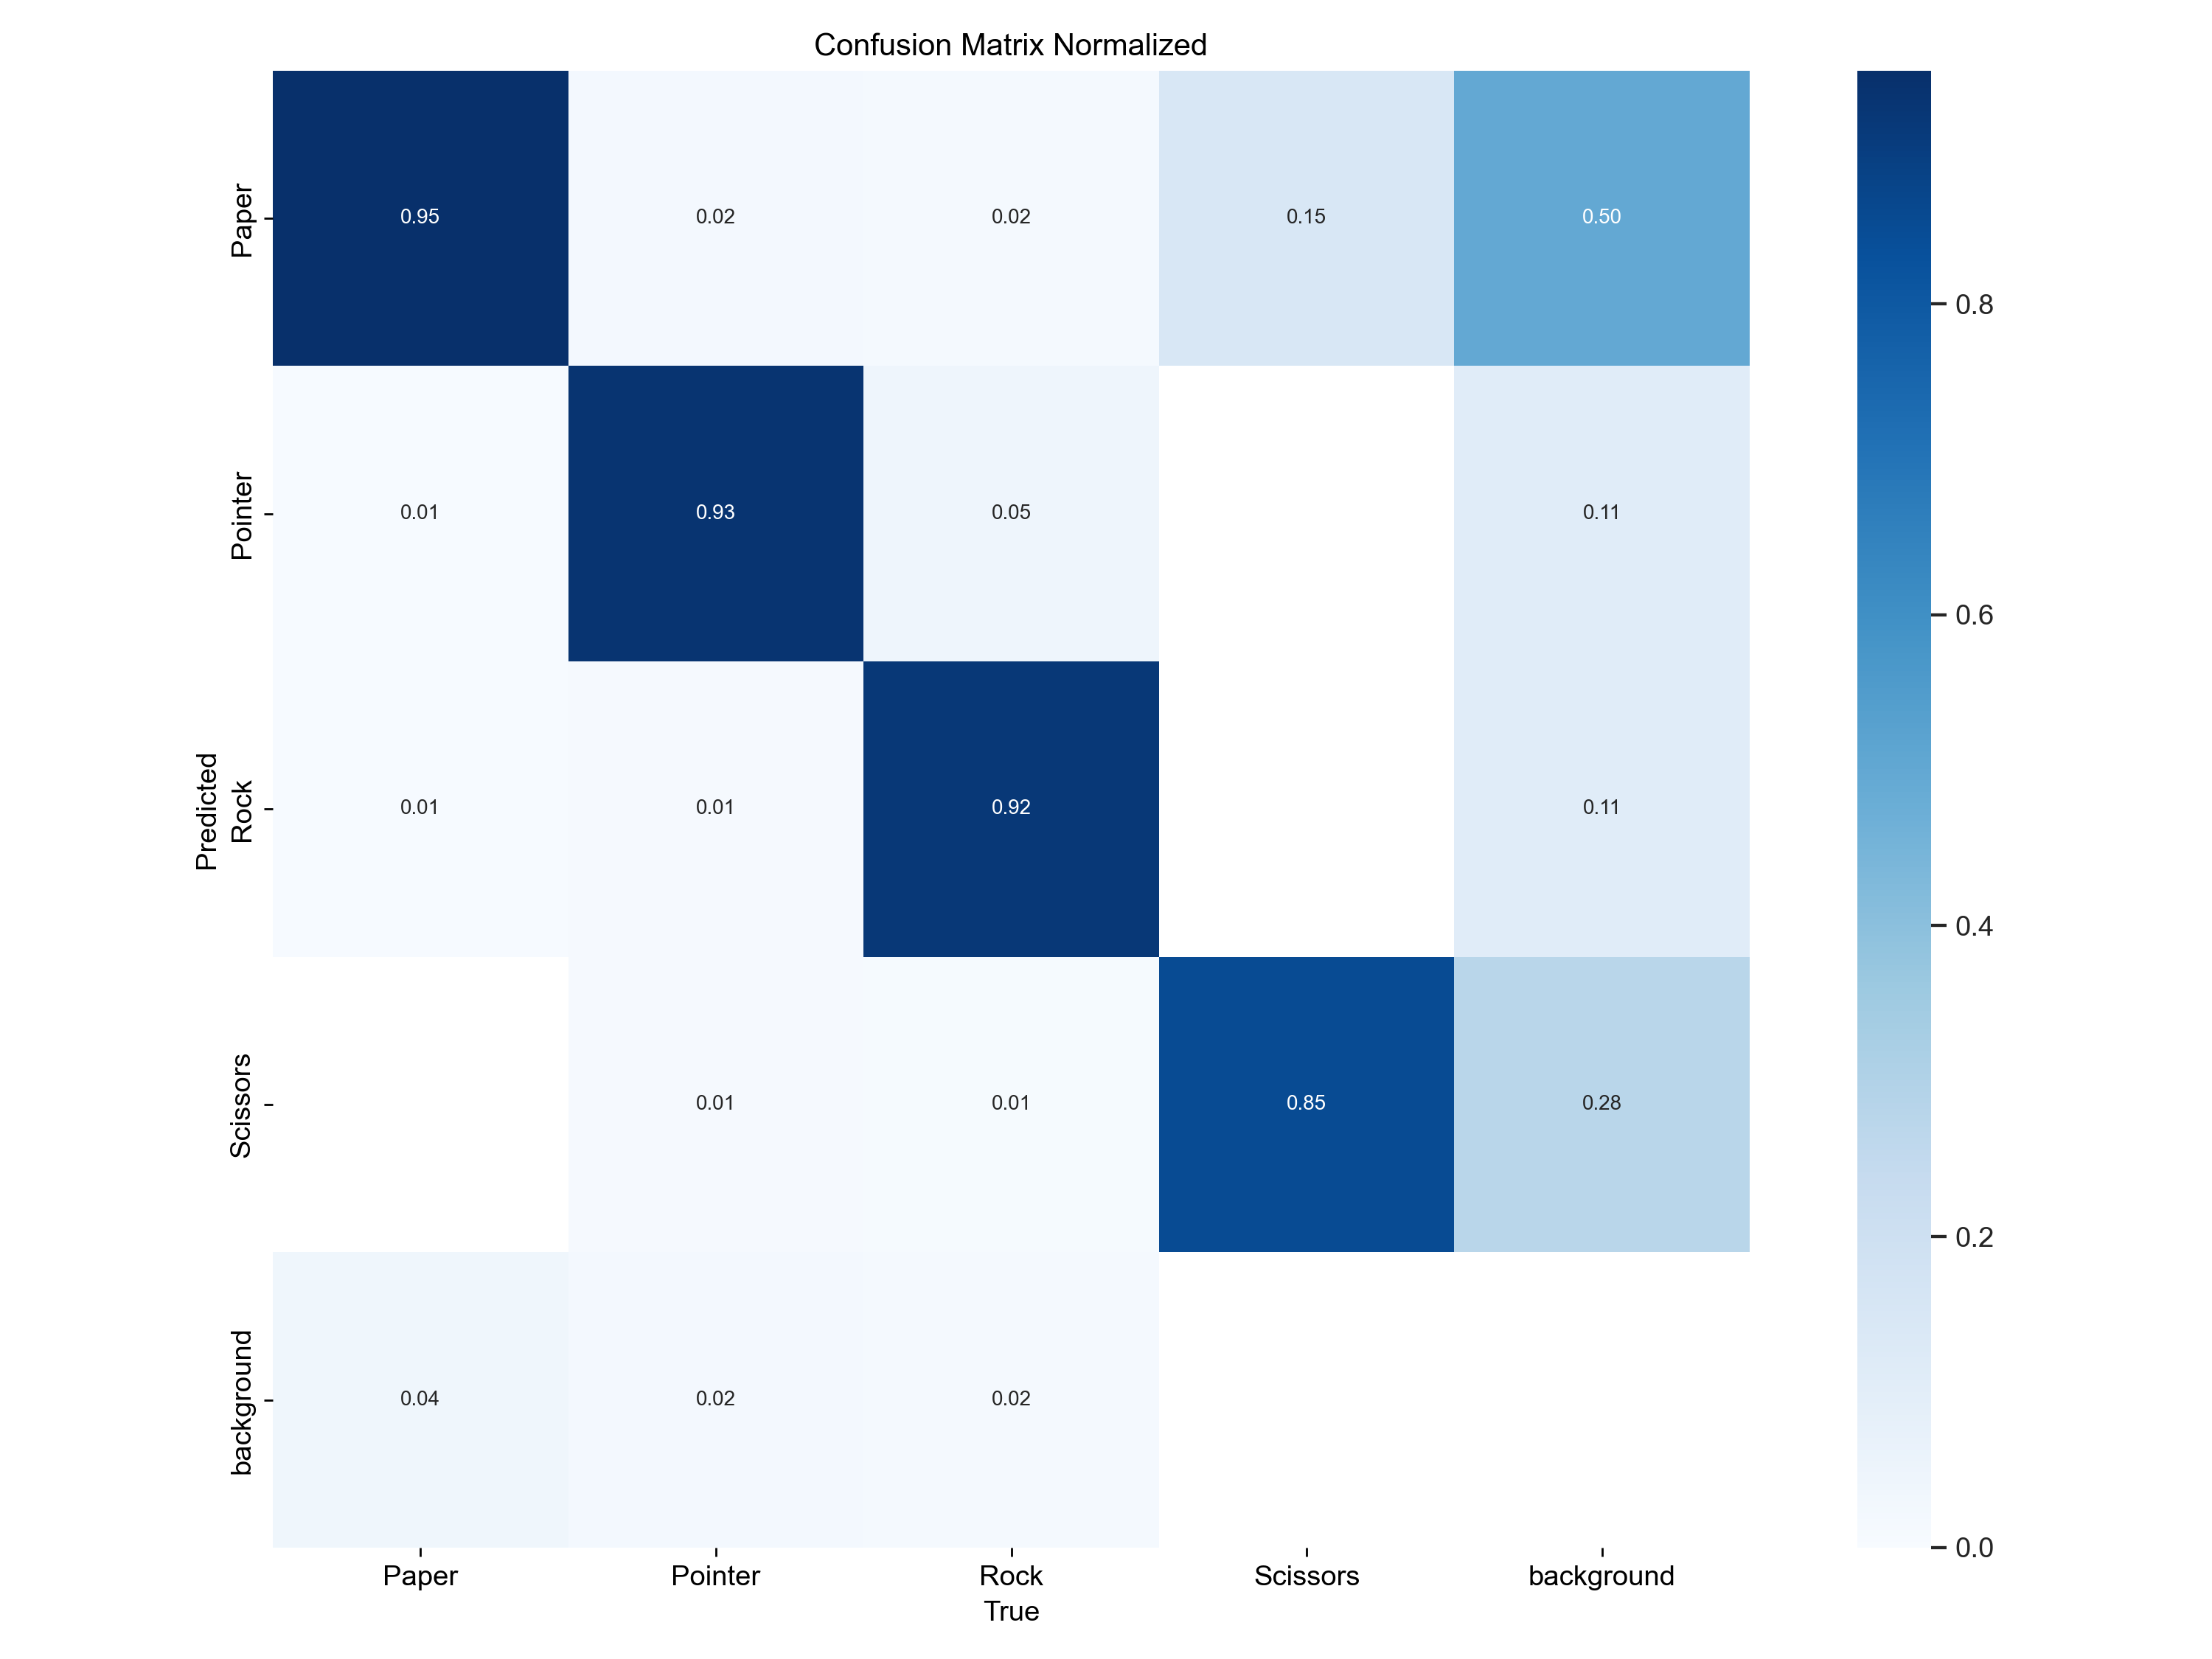 Confusion Matrix Normalized
Paper
0.95
0.02
0.02
0.15
0.50
Pointer
0.01
0.93
0.05
0.11
Predicted
Rock
0.01
0.01
0.92
0.11
Scissors
0.01
0.01
0.85
0.28
background
0.04
0.02
0.02
Paper
Pointer
Rock
Scissors
background
True
0.8
0.6
0.4
0.2
0.0